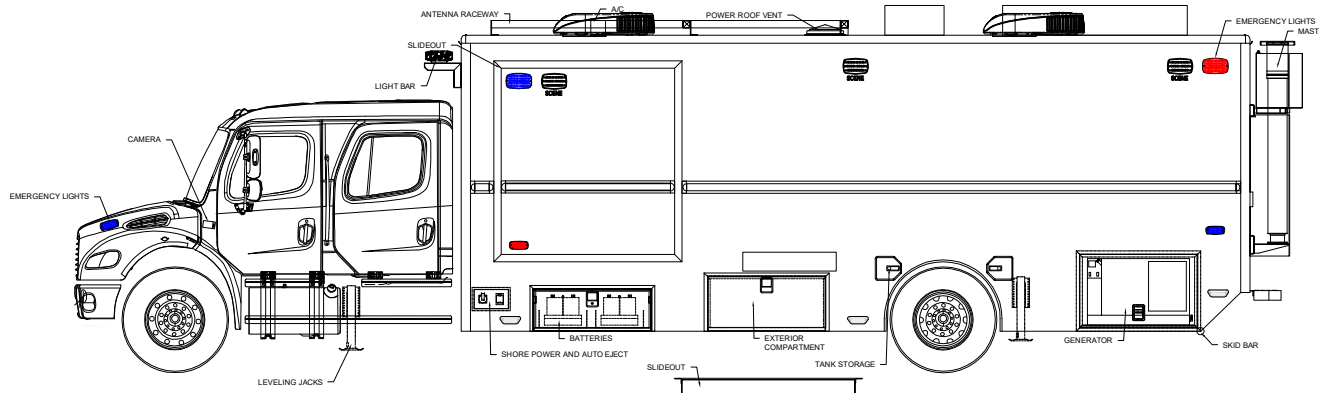 ANTENNA RACEWAY
A/C
POWER ROOF VENT
EMERGENCY LIGHTS
MAST
SLIDEOUT
LIGHT BAR
SCENE
SCENE
SCENE
CAMERA
EMERGENCY LIGHTS
BATTERIES
SHORE POWER AND AUTO EJECT
EXTERIOR
COMPARTMENT
TANK STORAGE
GENERATOR
SKID BAR
LEVELING JACKS
SLIDEOUT